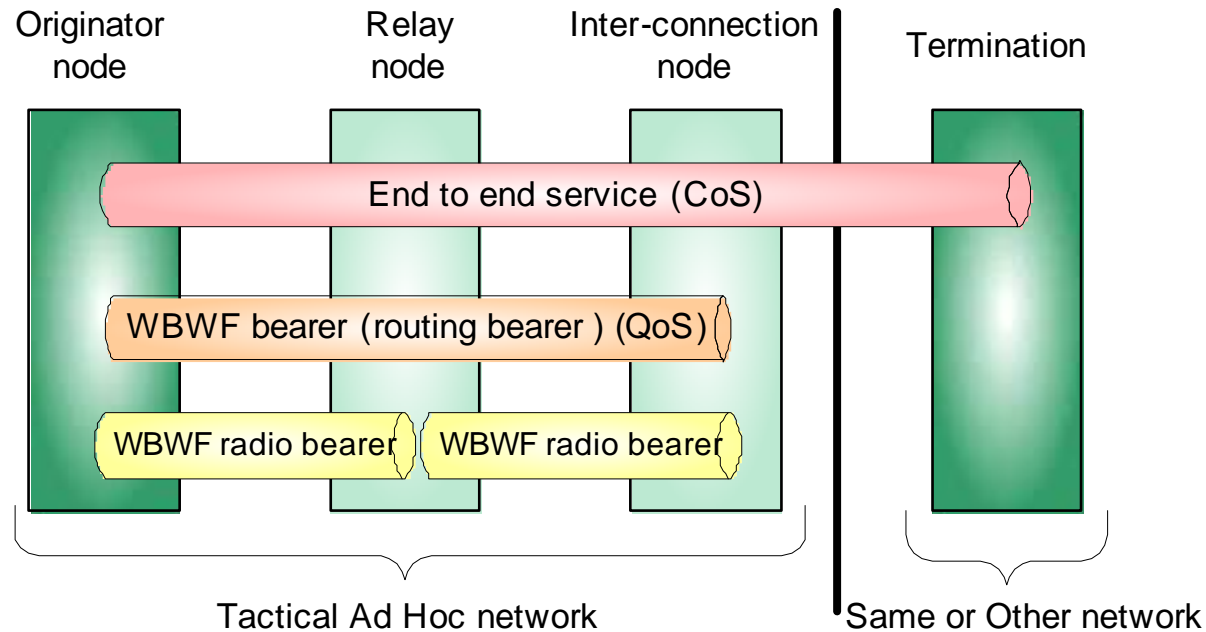 Originator
node
Relay
node
Inter-connection
node
Termination
End to end service (CoS)
WBWF bearer (routing bearer ) (QoS)
WBWF radio bearer
WBWF radio bearer
Tactical Ad Hoc network
Same or Other network